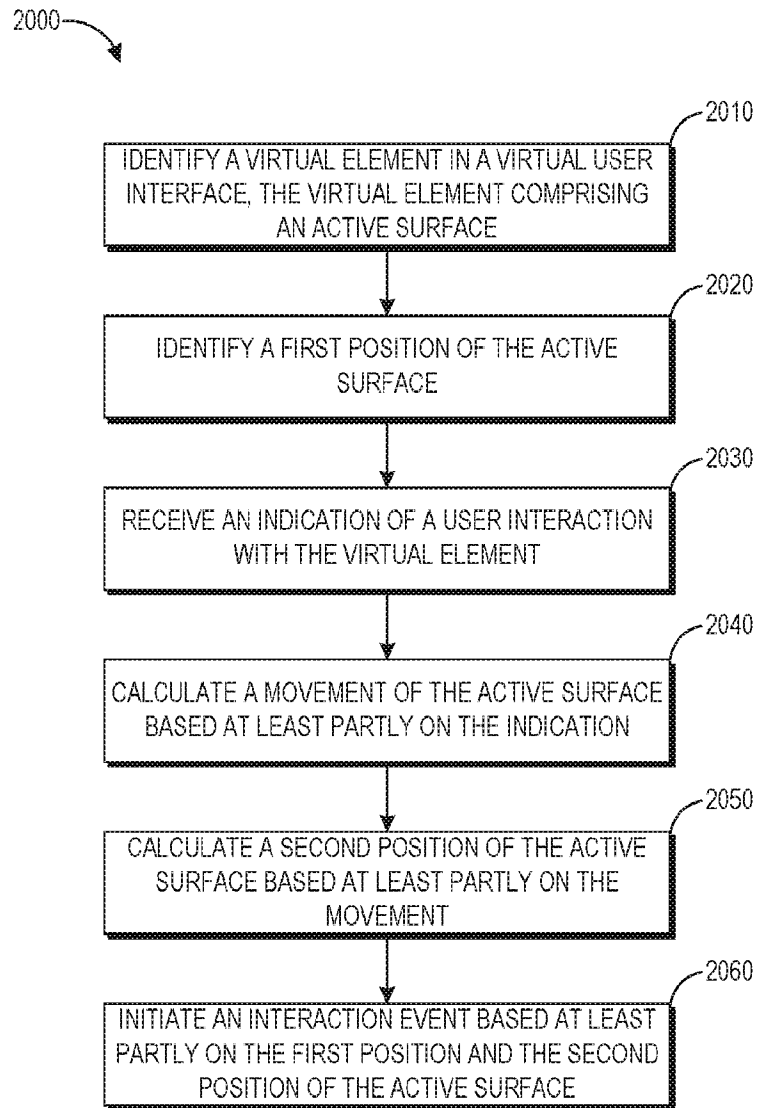 2000
2010
IDENTIFY A VIRTUAL ELEMENT IN A VIRTUAL USER
INTERFACE, THE VIRTUAL ELEMENT COMPRISING
AN ACTIVE SURFACE
2020
IDENTIFY A FIRST POSITION OF THE ACTIVE
SURFACE
2030
RECEIVE AN INDICATION OF A USER INTERACTION
WITH THE VIRTUAL ELEMENT
2040
CALCULATE A MOVEMENT OF THE ACTIVE SURFACE
BASED AT LEAST PARTLY ON THE INDICATION
2050
CALCULATE A SECOND POSITION OF THE ACTIVE
SURFACE BASED AT LEAST PARTLY ON THE
MOVEMENT
2060
INITIATE AN INTERACTION EVENT BASED AT LEAST
PARTLY ON THE FIRST POSITION AND THE SECOND
POSITION OF THE ACTIVE SURFACE